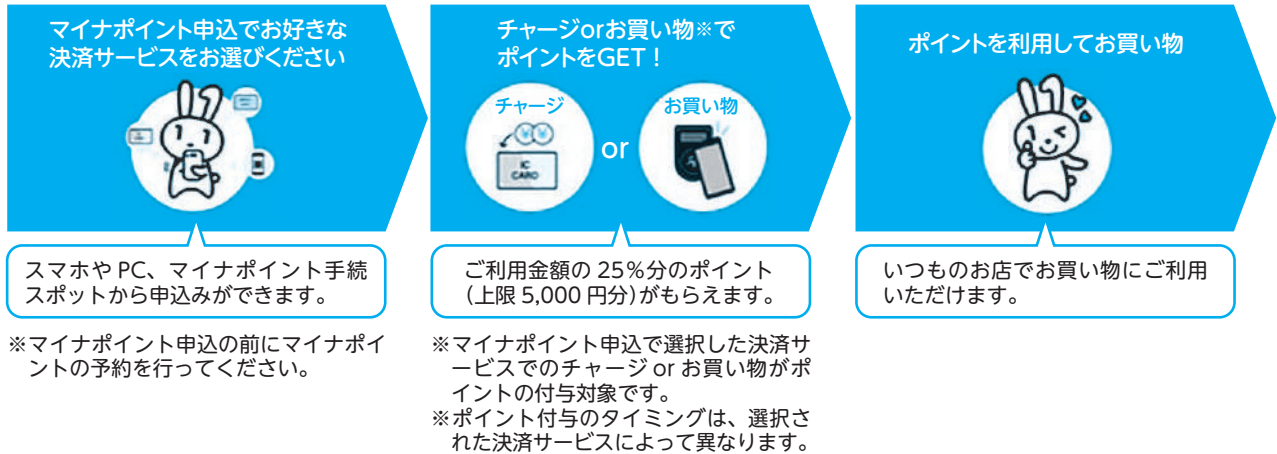 マイナポイント申込でお好きな
決済サービスをお選びください
スマホや PC、マイナポイント手続
スポットから申込みができます。
※マイナポイント申込の前にマイナポイ
ントの予約を行ってください。
チャージorお買い物※で
ポイントをGET！
チャージ
IC
CARD
or
お買い物
ご利用金額の 25％分のポイント
（上限 5,000 円分）がもらえます。
※マイナポイント申込で選択した決済サ
ービスでのチャージ or お買い物がポ
イントの付与対象です。
※ポイント付与のタイミングは、選択さ
れた決済サービスによって異なります。
ポイントを利用してお買い物
いつものお店でお買い物にご利用
いただけます。